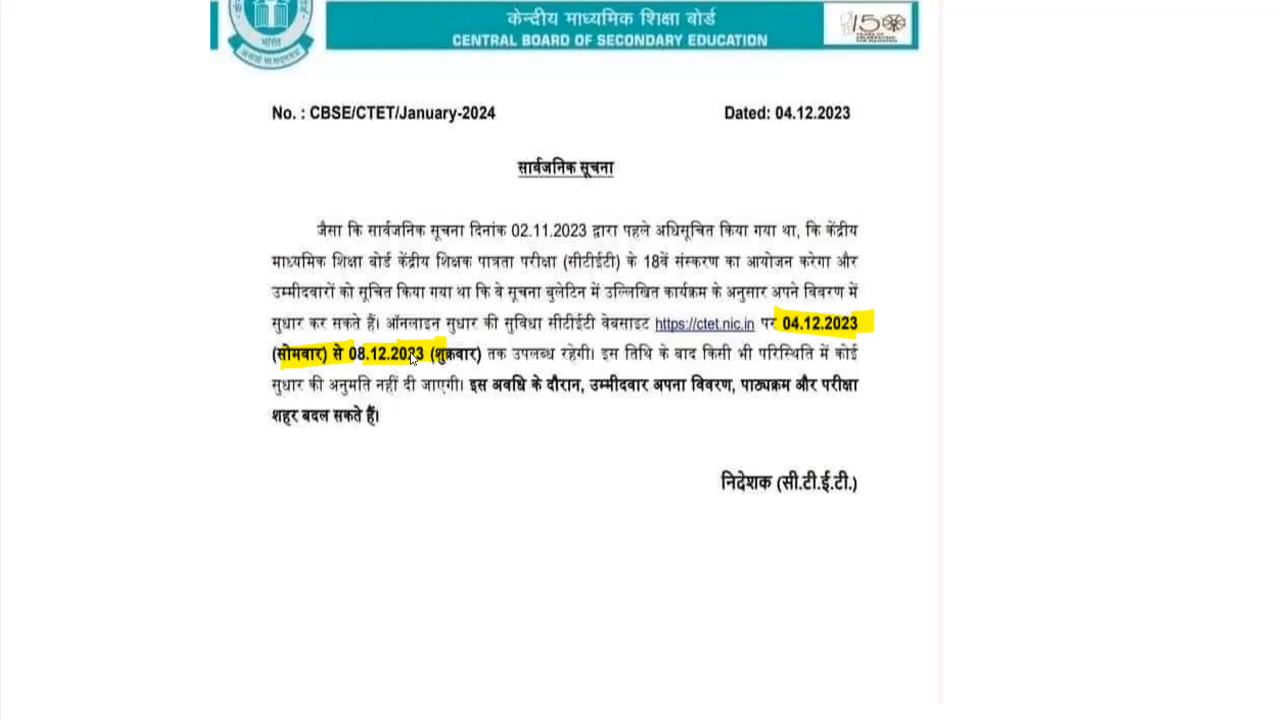 केन्द्रीय माध्यमिक शिक्षा बोर्ड
CENTRAL BOARD OF SECONDARY EDUCATION
भारत
No. : CBSE/CTET/January-2024 Dated: 04.12.2023
सार्वजनिक सूचना
जैसा कि सार्वजनिक सूचना दिनांक 02.11.2023 द्वारा पहले अधिसूचित किया गया था, कि केंद्रीय
माध्यमिक शिक्षा बोर्ड केंद्रीय शिक्षक पात्रता परीक्षा (सीटीईटी) के 18वें संस्करण का आयोजन करेगा और
उम्मीदवारों को सूचित किया गया था कि वे सूचना बुलेटिन में उल्लिखित कार्यक्रम के अनुसार अपने विवरण में
सुधार कर सकते हैं। ऑनलाइन सुधार की सुविधा सीटीईटी वेबसाइट https://ctet.nic.in पर 04.12.2023
(सोमवार) से 08.12.2023 (शुक्रवार) तक उपलब्ध रहेगी। इस तिथि के बाद किसी भी परिस्थिति में कोई
सुधार की अनुमति नहीं दी जाएगी। इस अवधि के दौरान, उम्मीदवार अपना विवरण, पाठ्यक्रम और परीक्षा
शहर बदल सकते हैं।
निदेशक (सी.टी.ई.टी.)